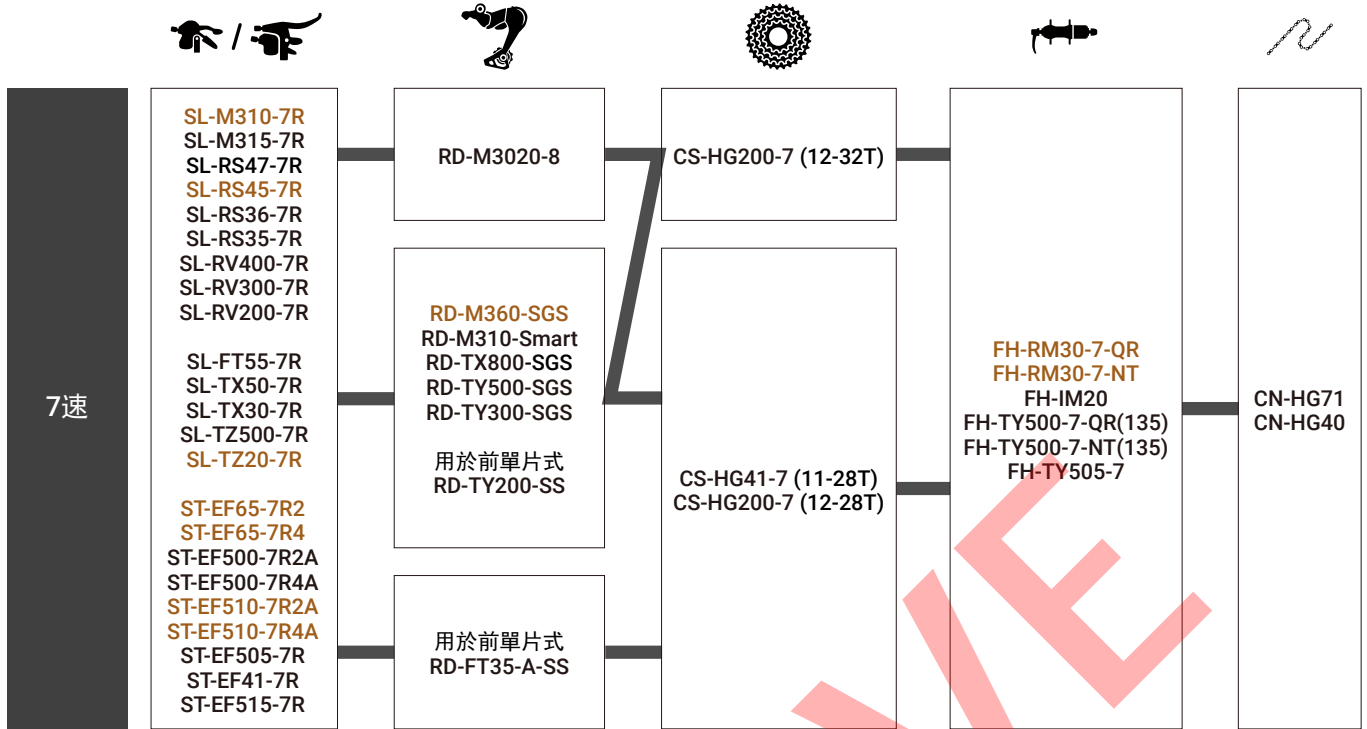 /
7速
SL-M310-7R
SL-M315-7R
SL-RS47-7R
SL-RS45-7R
SL-RS36-7R
SL-RS35-7R
SL-RV400-7R
SL-RV300-7R
SL-RV200-7R
SL-FT55-7R
SL-TX50-7R
SL-TX30-7R
SL-TZ500-7R
SL-TZ20-7R
ST-EF65-7R2
ST-EF65-7R4
ST-EF500-7R2A
ST-EF500-7R4A
ST-EF510-7R2A
ST-EF510-7R4A
ST-EF505-7R
ST-EF41-7R
ST-EF515-7R
RD-M3020-8
RD-M360-SGS
RD-M310-Smart
RD-TX800-SGS
RD-TY500-SGS
RD-TY300-SGS
用於前單片式
RD-TY200-SS
用於前單片式
RD-FT35-A-SS
CS-HG200-7 (12-32T)
CS-HG41-7 (11-28T)
CS-HG200-7 (12-28T)
FH-RM30-7-QR
FH-RM30-7-NT
FH-IM20
FH-TY500-7-QR(135)
FH-TY500-7-NT(135)
FH-TY505-7
CN-HG71
CN-HG40
VE